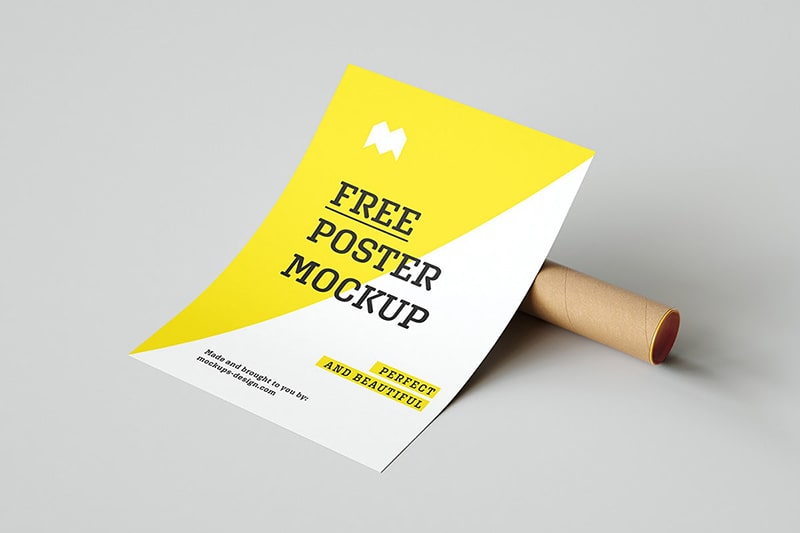 FREE
POSTER
MOCKUP
Made and brought to you by:
mockups-design.com
PERFECT
AND BEAUTIFUL